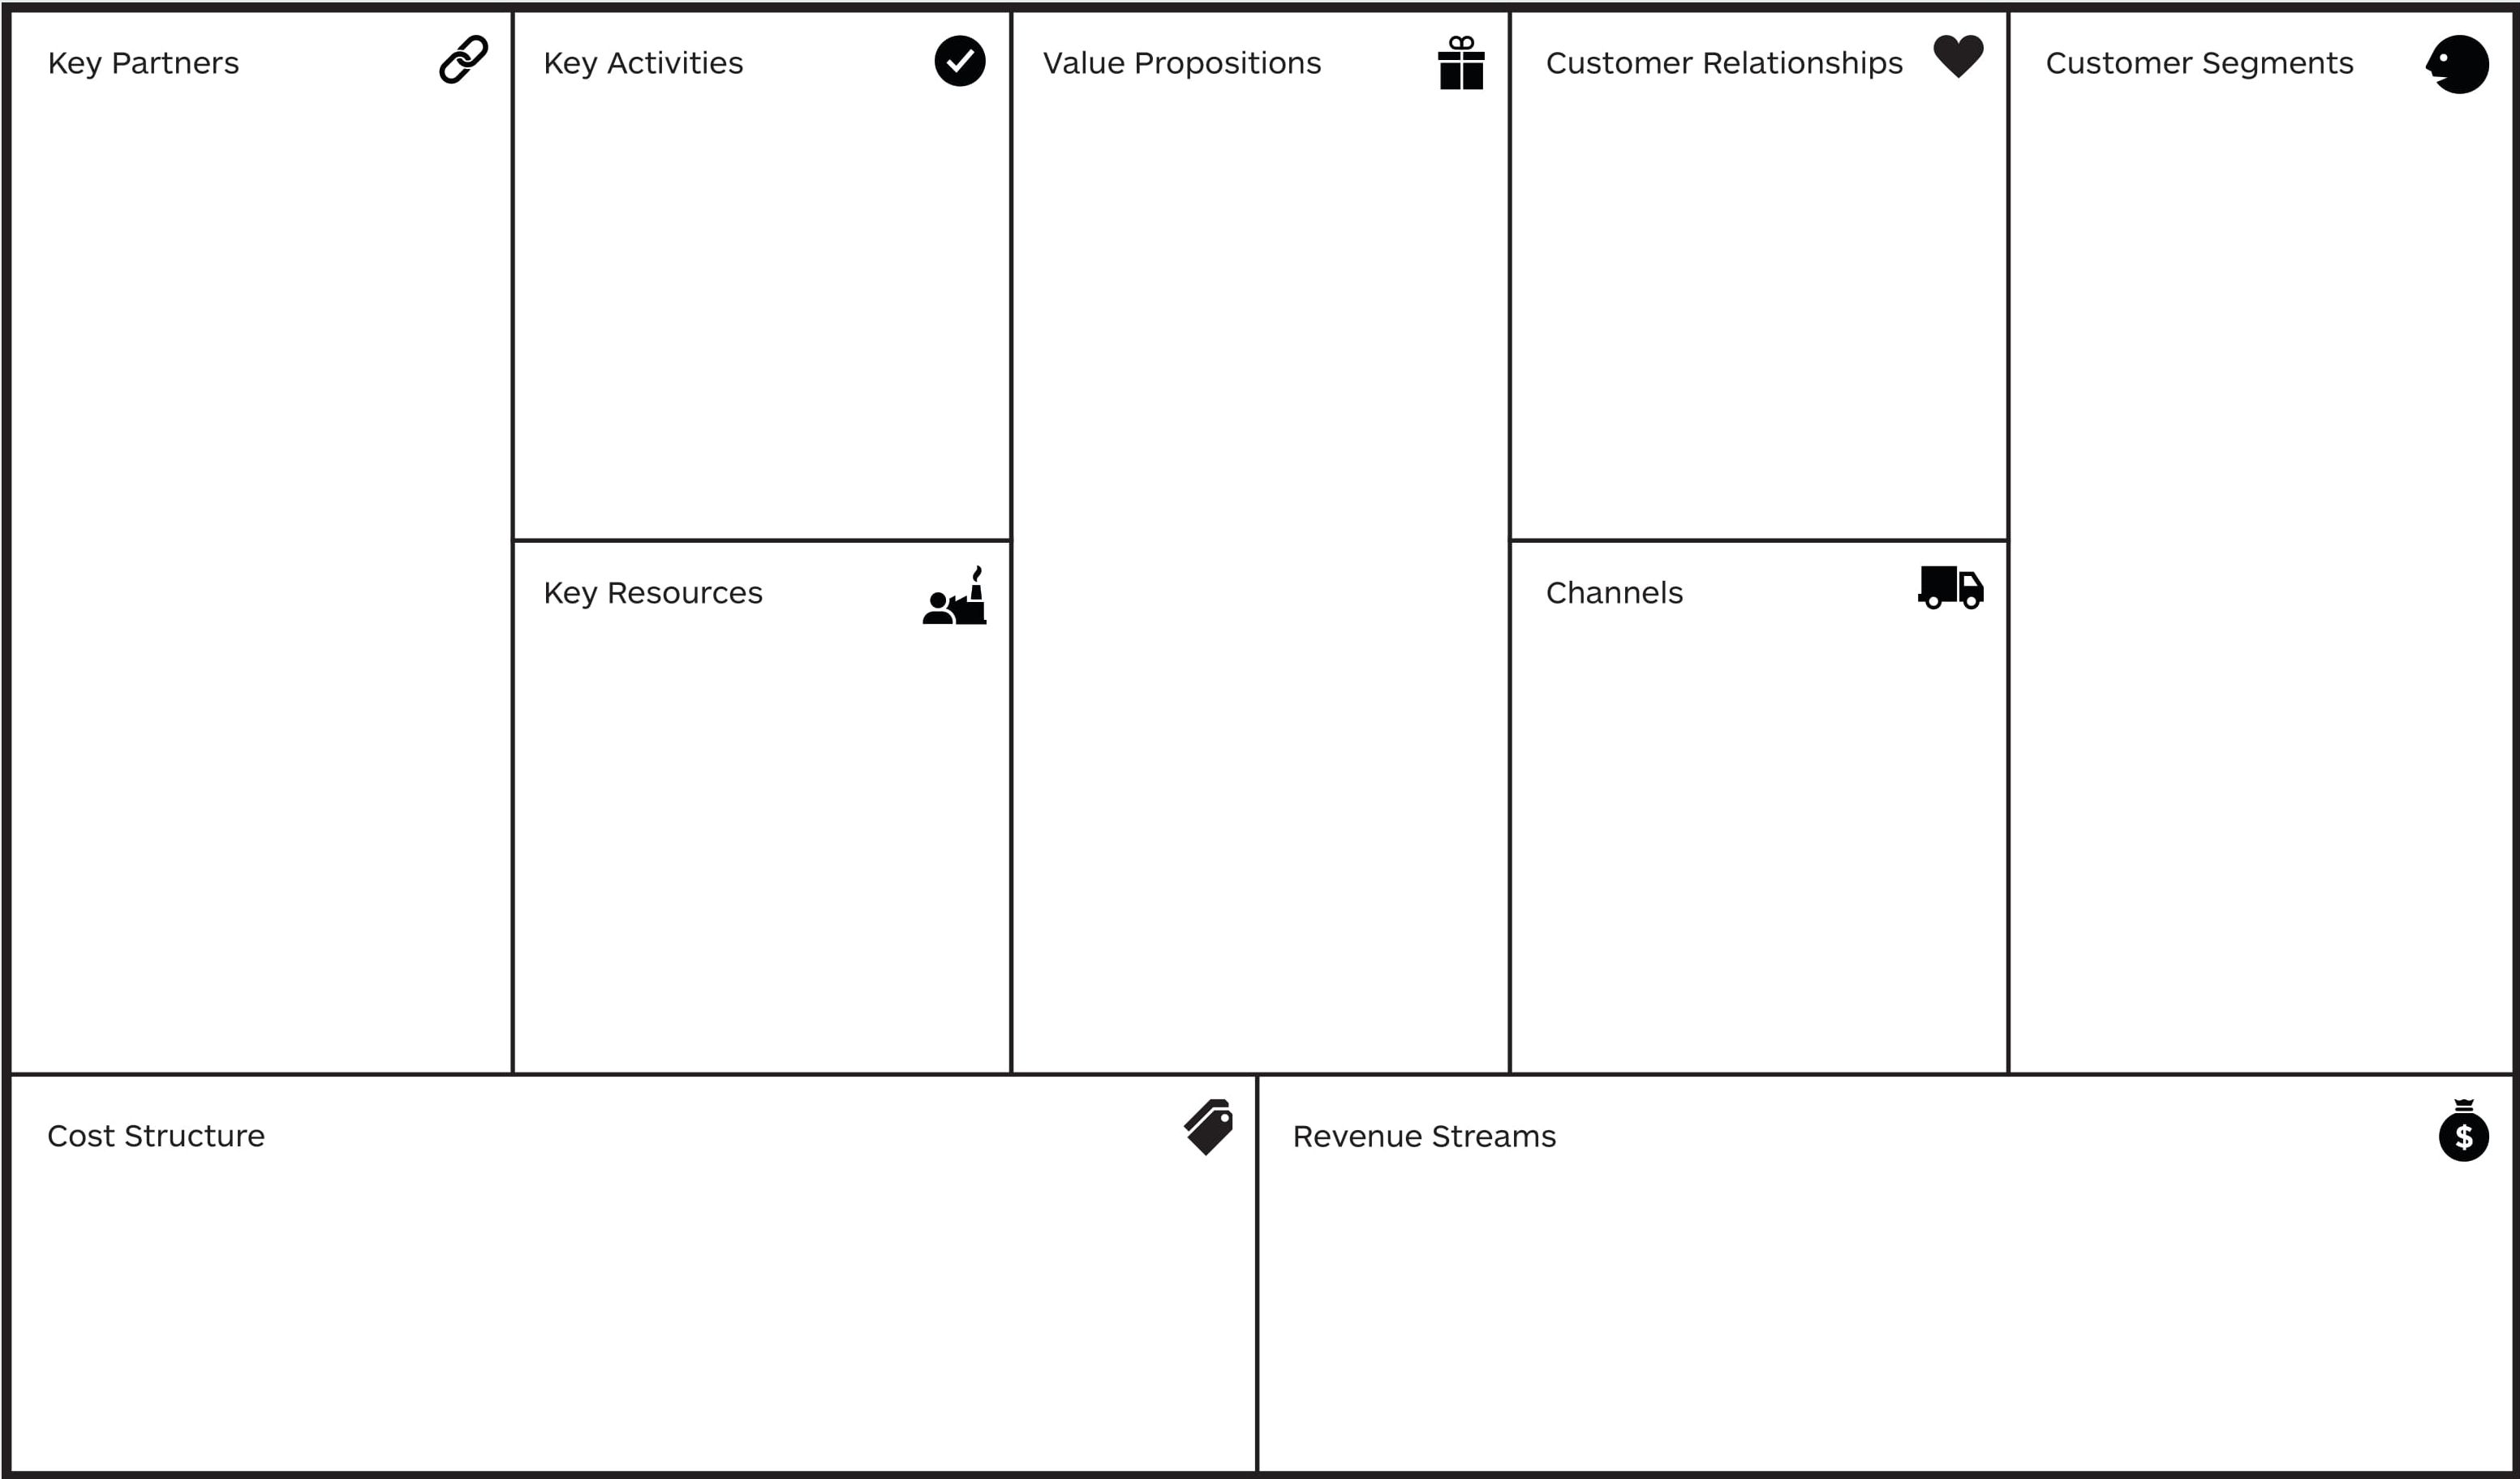 Key Partners
Key Activities
Value Propositions
Customer Relationships
Customer Segments
Key Resources
Channels
Cost Structure
Revenue Streams
$